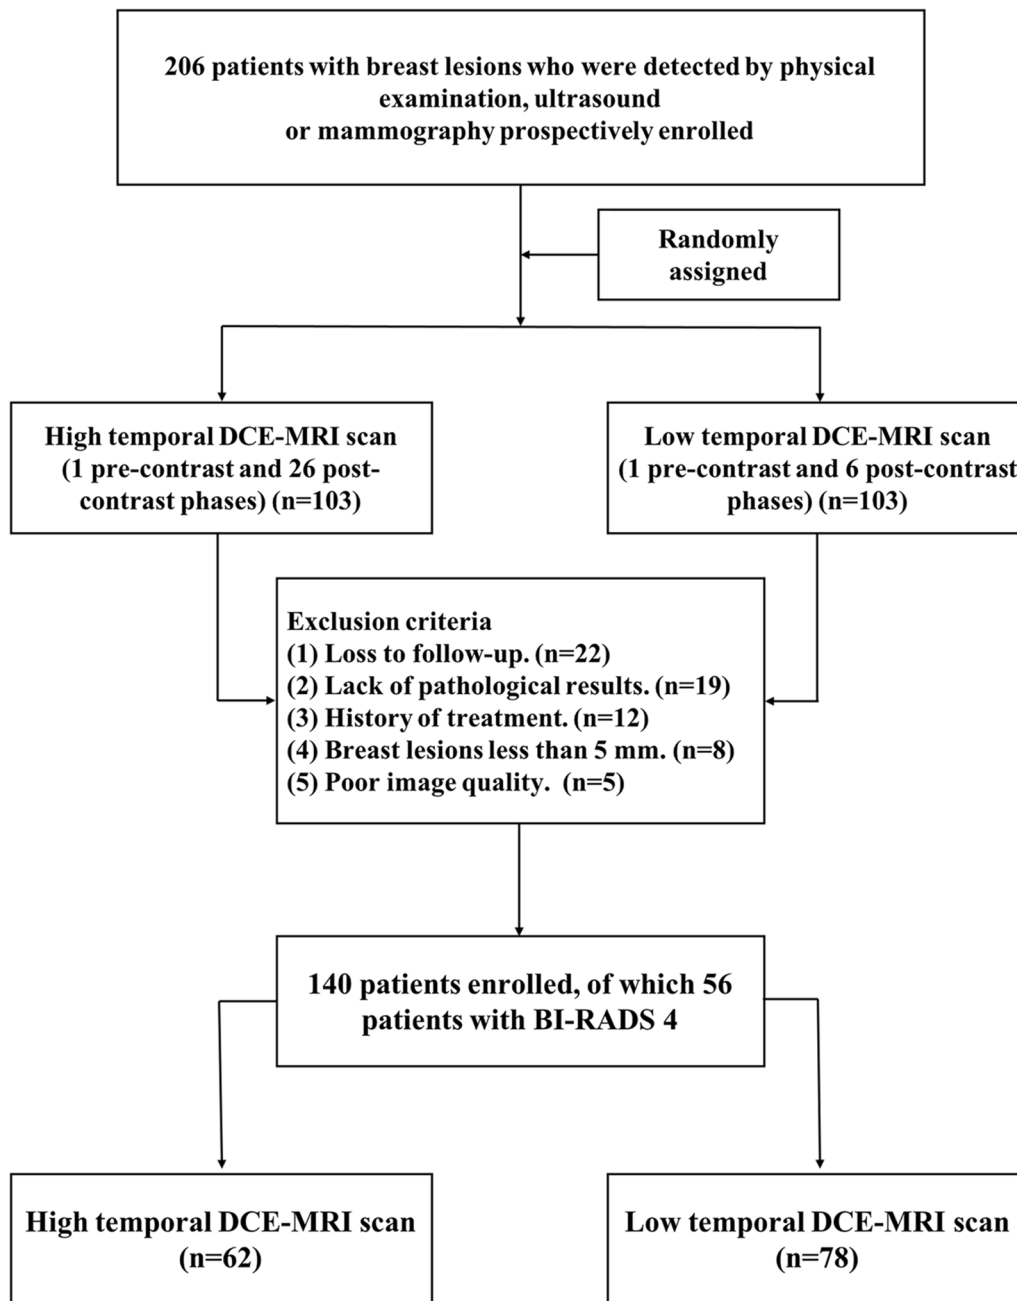 206 patients with breast lesions who were detected by physical
examination, ultrasound
or mammography prospectively enrolled
Randomly
assigned
High temporal DCE-MRI scan
(1 pre-contrast and 26 post-
contrast phases) (n=103)
Low temporal DCE-MRI scan
(1 pre-contrast and 6 post-contrast
phases) (n=103)
Exclusion criteria
(1) Loss to follow-up. (n=22)
(2) Lack of pathological results. (n=19)
(3) History of treatment. (n=12)
(4) Breast lesions less than 5 mm. (n=8)
(5) Poor image quality.  (n=5)
140 patients enrolled, of which 56
patients with BI-RADS 4
High temporal DCE-MRI scan
(n=62)
Low temporal DCE-MRI scan
(n=78)